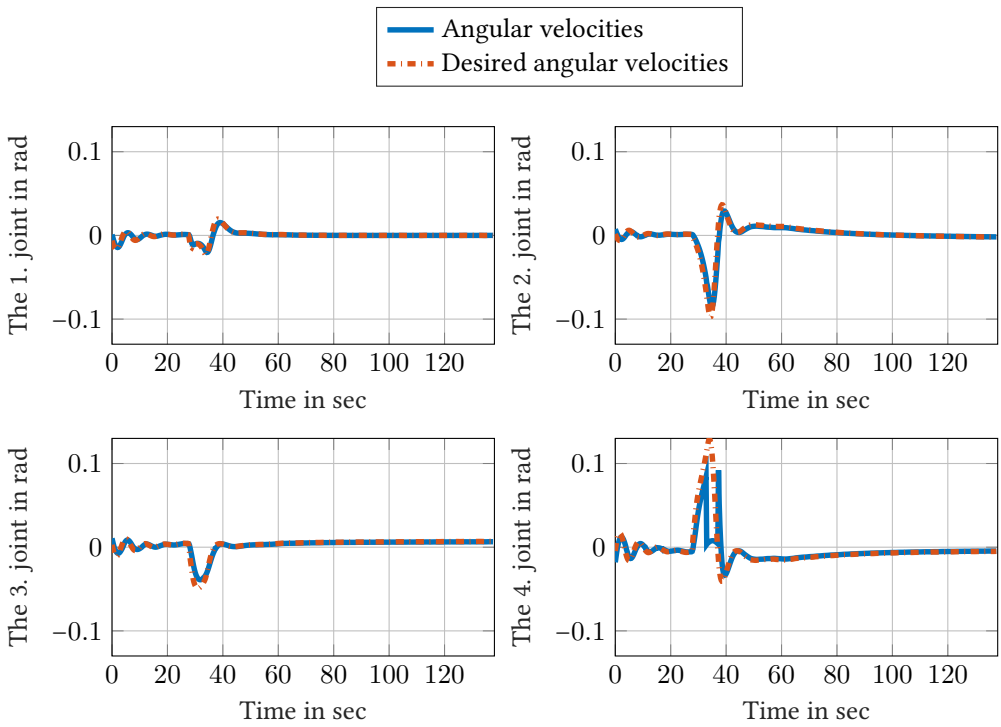 Angular velocities
Desired angular velocities
The 1. joint in rad
0.1
0
−0.1
0 20 40 60 80 100 120
Time in sec
The 2. joint in rad
0.1
0
−0.1
0 20 40 60 80 100 120
Time in sec
The 3. joint in rad
0.1
0
−0.1
0 20 40 60 80 100 120
Time in sec
The 4. joint in rad
0.1
0
−0.1
0 20 40 60 80 100 120
Time in sec